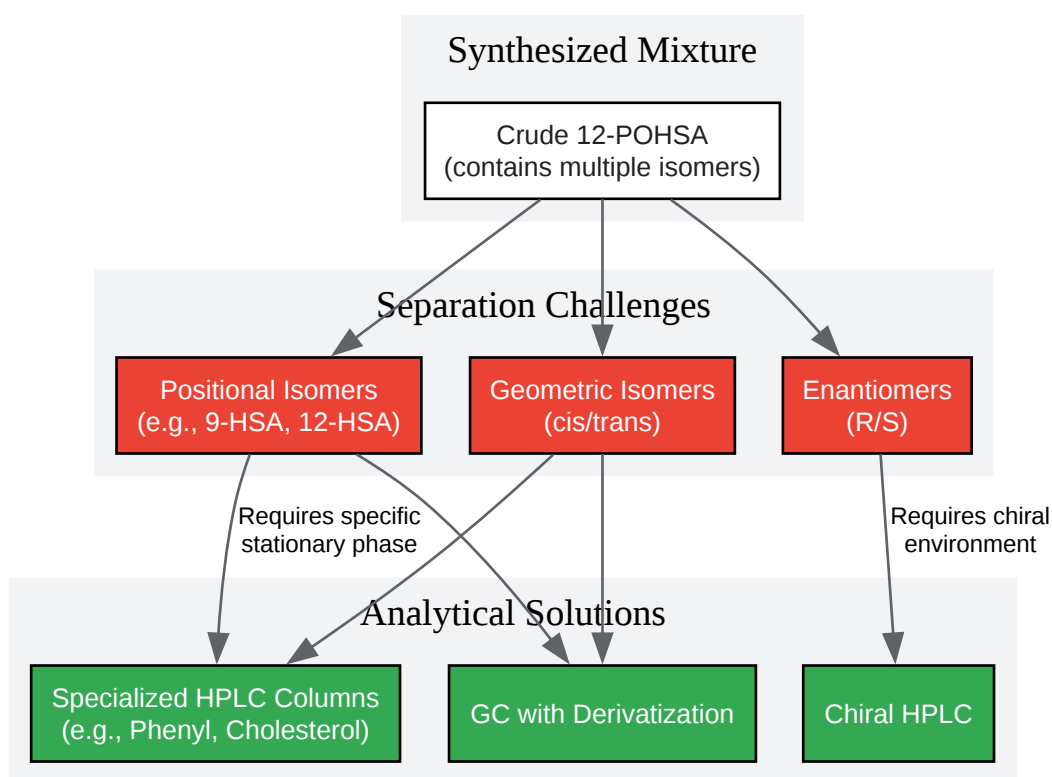 Synthesized Mixture
Crude 12-POHSA
(contains multiple isomers)
Separation Challenges
Positional Isomers
(e.g., 9-HSA, 12-HSA)
Geometric Isomers
(cis/trans)
Enantiomers
(R/S)
Requires specific
stationary phase
Requires chiral
environment
Analytical Solutions
Specialized HPLC Columns
(e.g., Phenyl, Cholesterol)
GC with Derivatization
Chiral HPLC